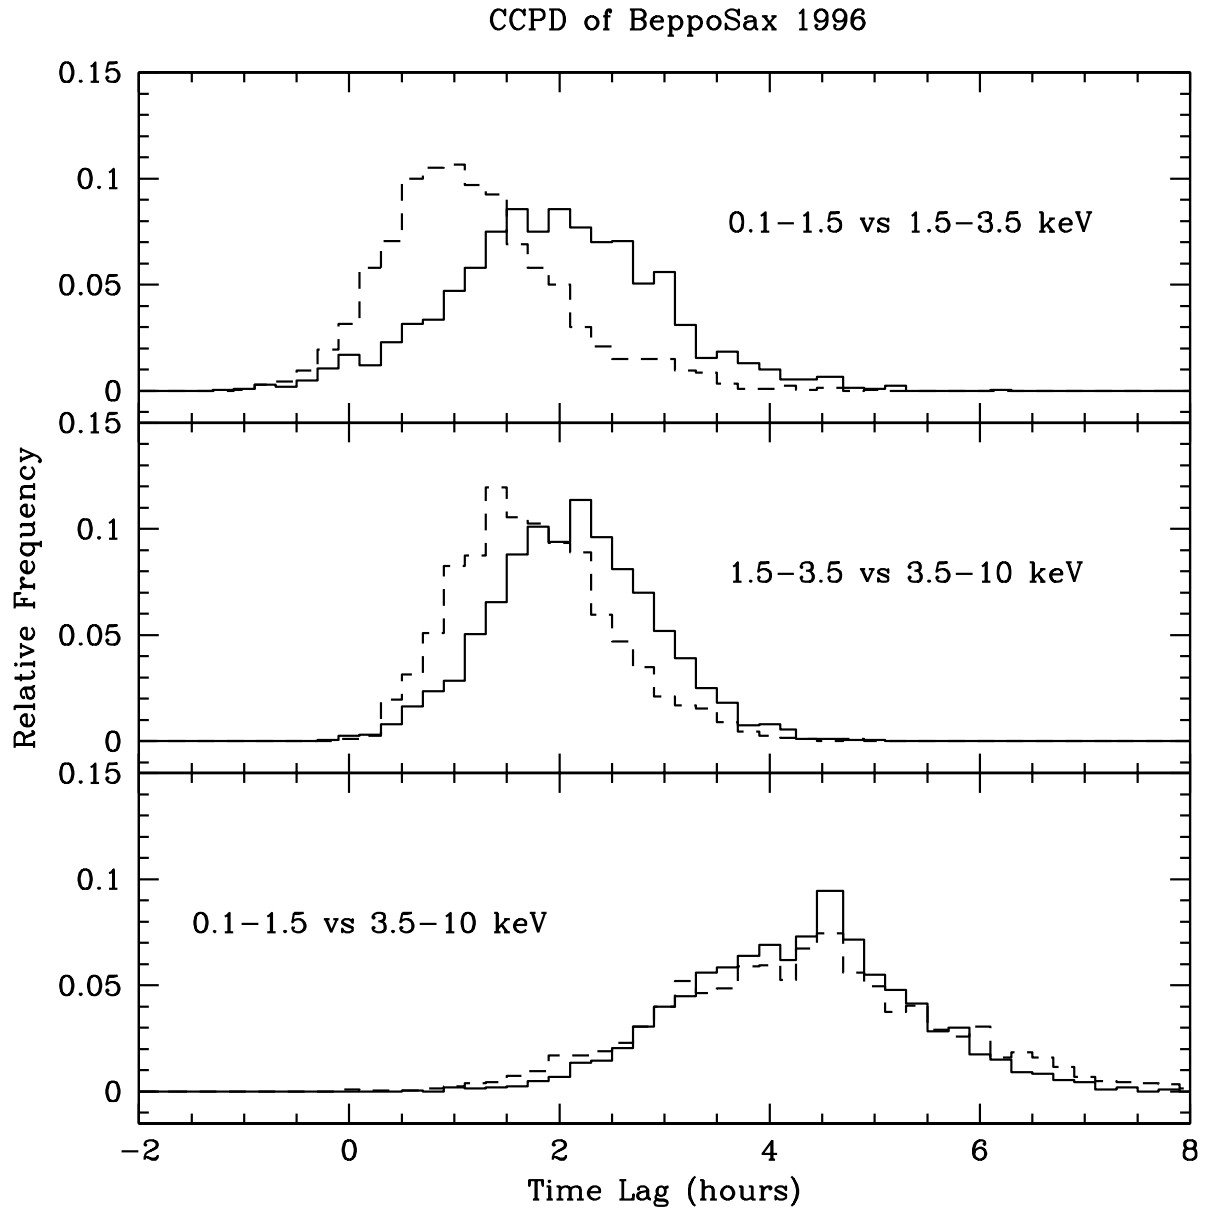 CCPD of BeppoSax 1996
0.15
0.1
0.05
0
0.1−1.5 vs 1.5−3.5 keV
0.15
0.1
0.05
0
1.5−3.5 vs 3.5−10 keV
Relative Frequency
0.15
0.1
0.05
0
0.1−1.5 vs 3.5−10 keV
−2 0 2 4 6 8
Time Lag (hours)